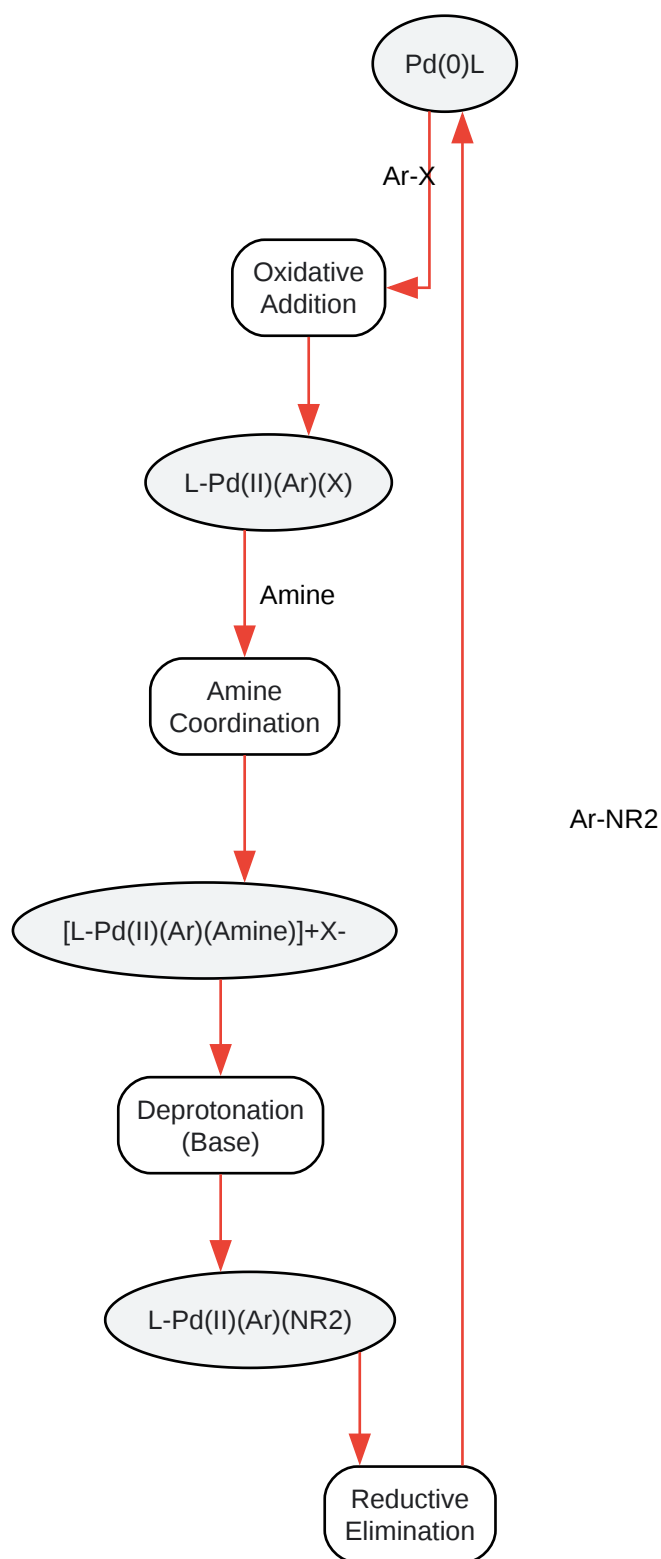 Pd(0)L
Ar-X
Oxidative
Addition
L-Pd(II)(Ar)(X)
Amine
Amine
Coordination
Ar-NR2
[L-Pd(II)(Ar)(Amine)]+X-
Deprotonation
(Base)
L-Pd(II)(Ar)(NR2)
Reductive
Elimination